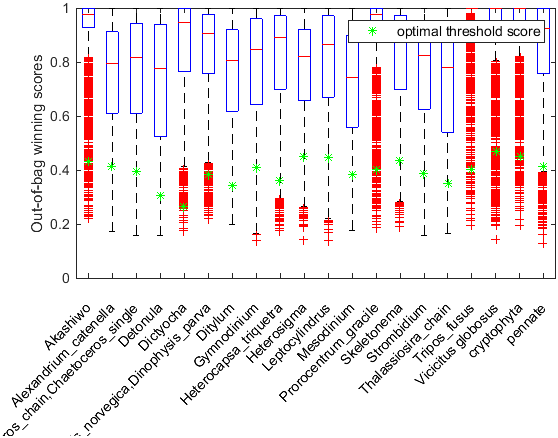 1
optimal threshold score
0.8
0.6
0.4
0.2
0
Out-of-bag winning scores
Akashiwo
Alexandrium_catenella
ros_chain,Chaetoceros_single
Detonula
Dictyocha
s_norvegica,Dinophysis_parva
Ditylum
Gymnodinium
Heterocapsa_triquetra
Heterosigma
Leptocylindrus
Mesodinium
Prorocentrum_gracile
Skeletonema
Strombidium
Thalassiosira_chain
Tripos_fusus
Vicicitus globosus
cryptophyta
pennate